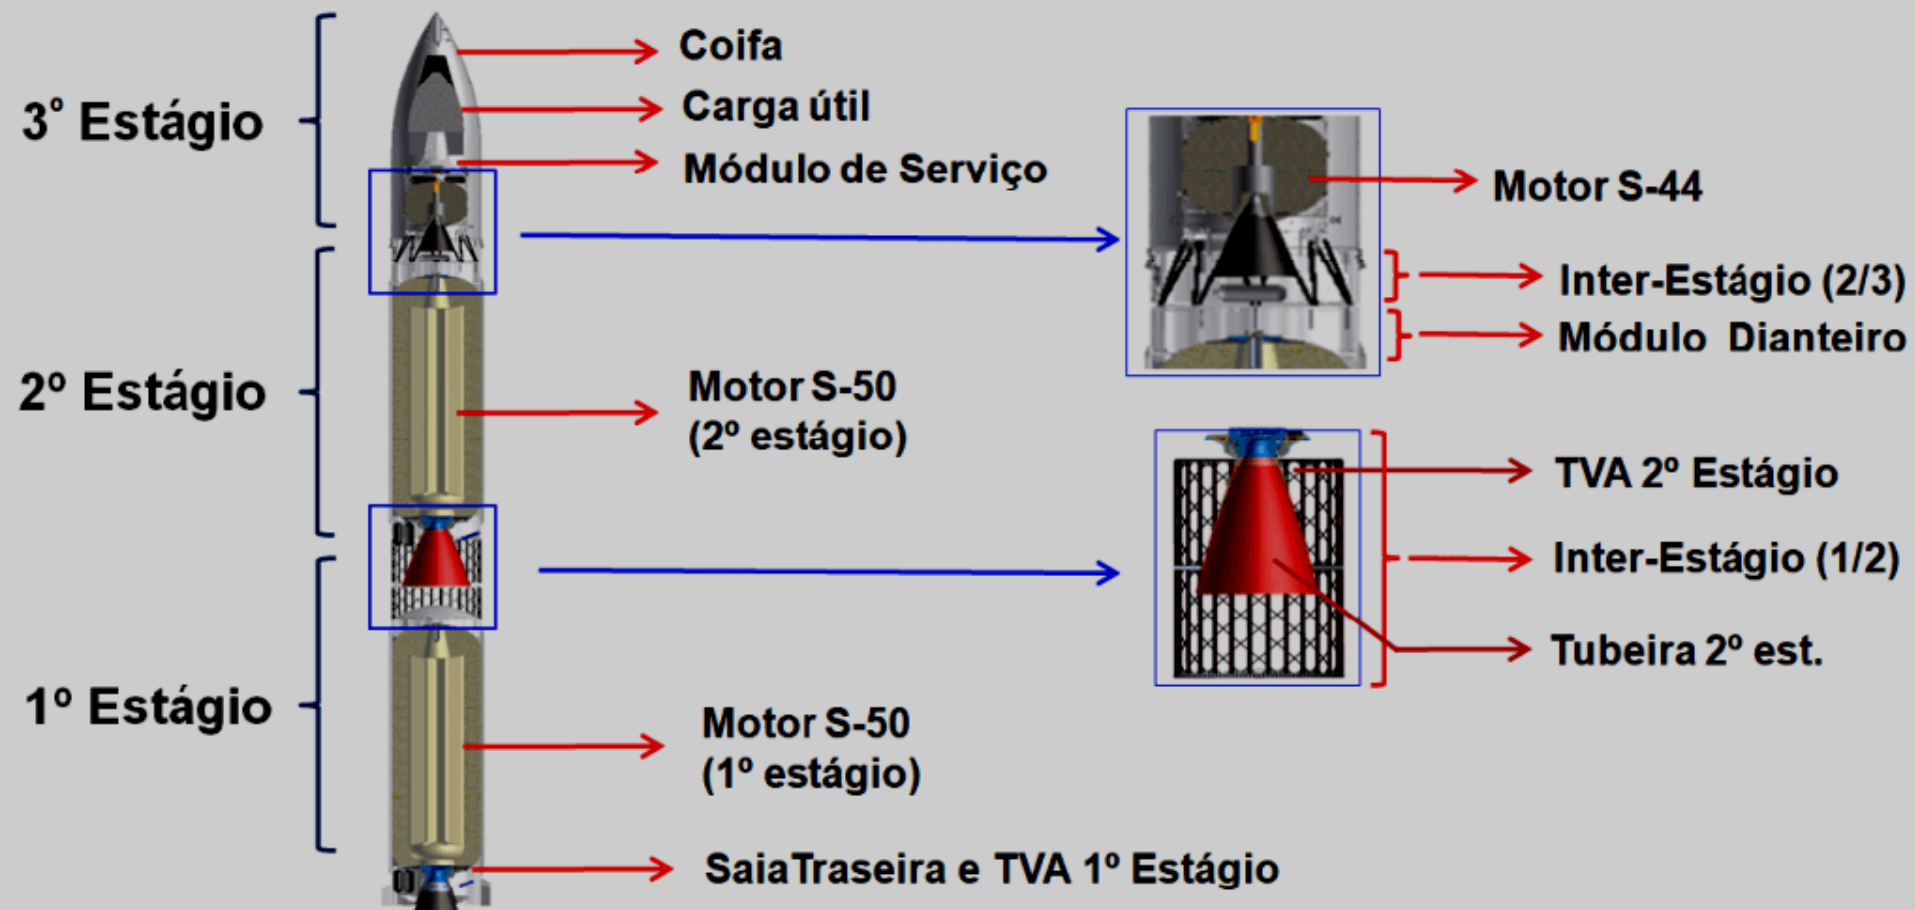 3º Estágio
Coifa
Carga útil
Módulo de Serviço
Motor S-44
Inter-Estágio (2/3)
Módulo Dianteiro
2º Estágio
Motor S-50
(2º estágio)
TVA 2º Estágio
Inter-Estágio (1/2)
Tubeira 2º est.
1º Estágio
Motor S-50
(1º estágio)
SaiaTraseira e TVA 1º Estágio